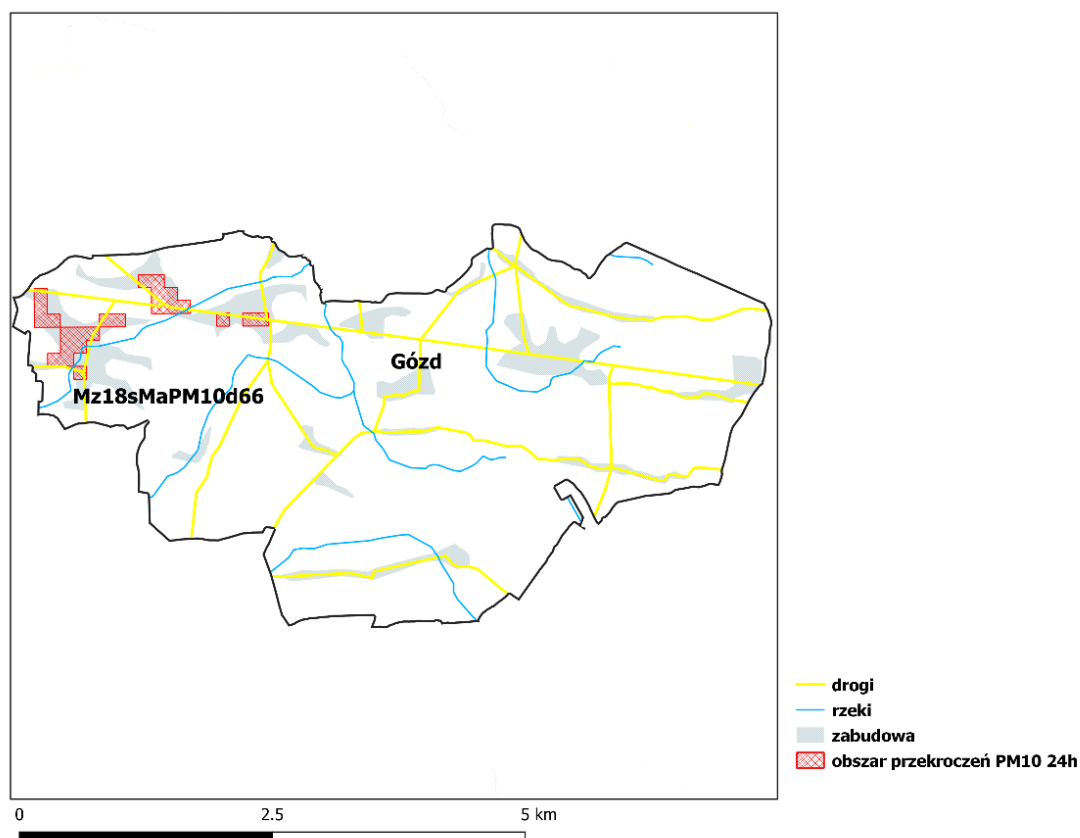 Gózd
Mz18sMaPM10d66
drogi
rzeki
zabudowa
obszar przekroczeń PM10 24h
0 2.5 5 km